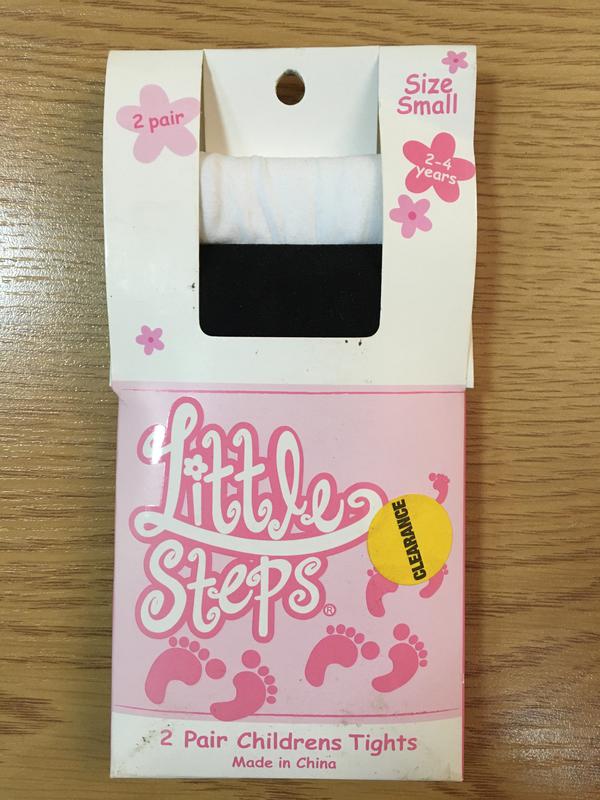 2 pair
Size
Small
2-4
years
Little
Steps®
CLEARANCE
2 Pair Childrens Tights
Made in China